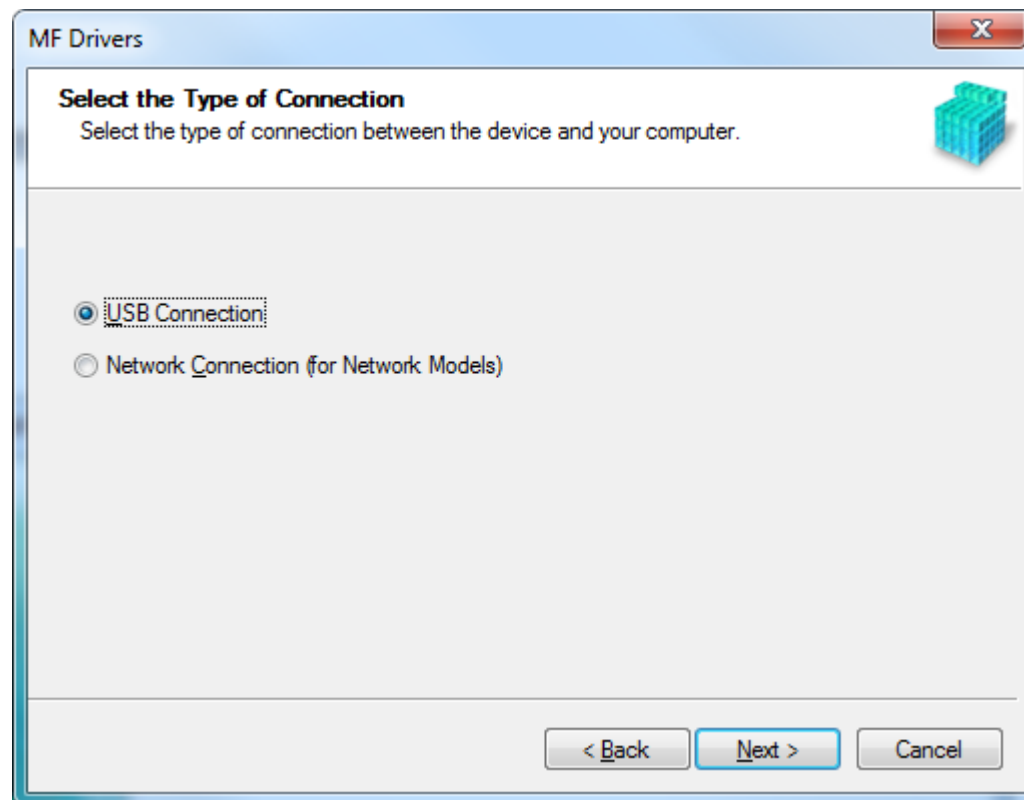 MF Drivers
Select the Type of Connection
Select the type of connection between the device and your computer.
USB Connection
Network Connection (for Network Models)
< Back Next > Cancel